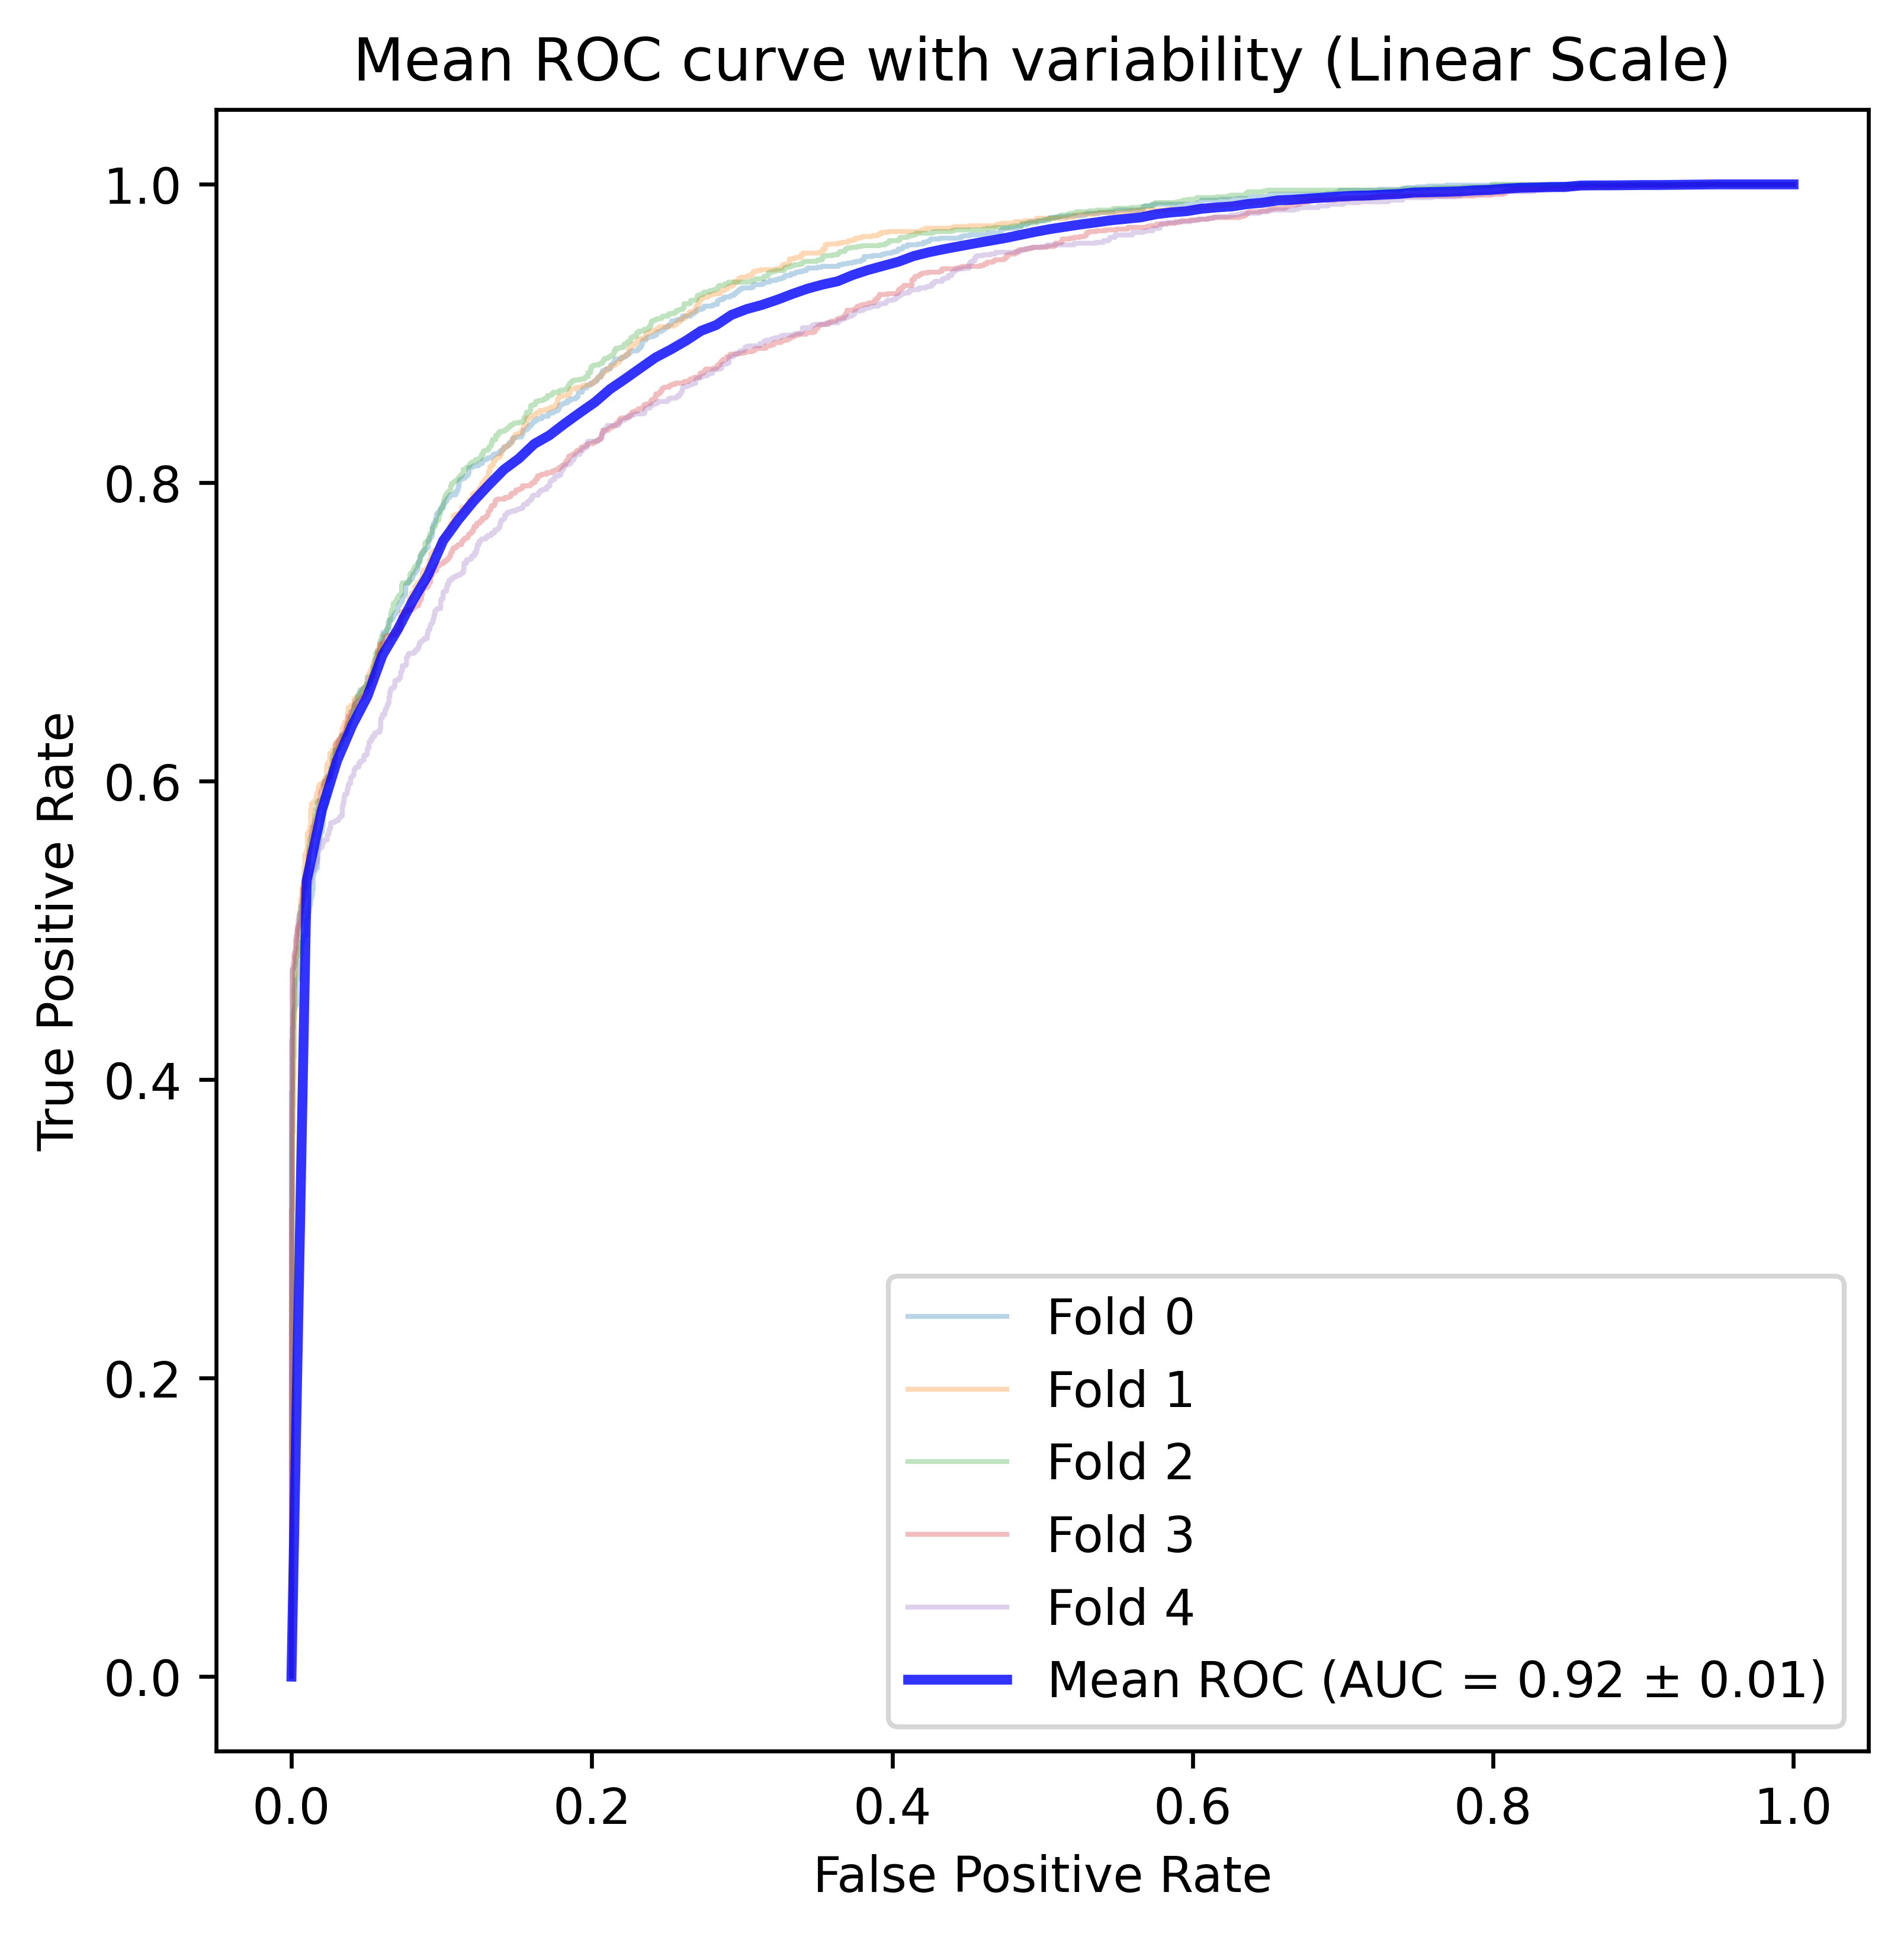 Mean ROC curve with variability (Linear Scale)
True Positive Rate
1.0
0.8
0.6
0.4
0.2
0.0
Fold 0
Fold 1
Fold 2
Fold 3
Fold 4
Mean ROC (AUC = 0.92 ± 0.01)
0.0 0.2 0.4 0.6 0.8 1.0
False Positive Rate